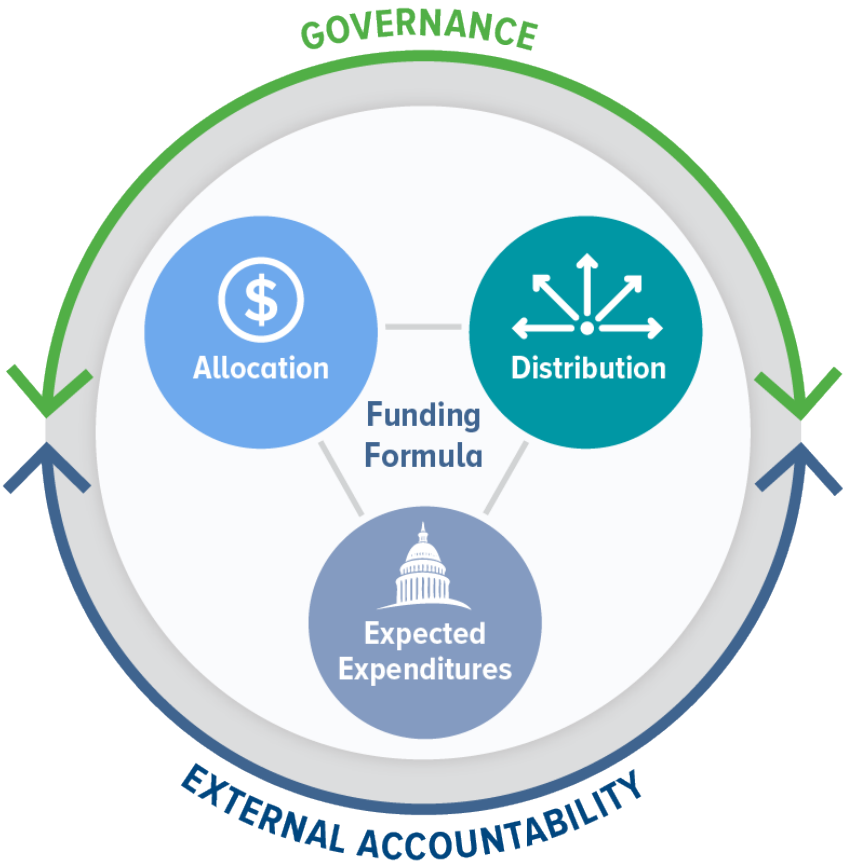 GOVERNANCE
$
Allocation
Distribution
Funding
Formula
Expected
Expenditures
EXTERNAL ACCOUNTABILITY